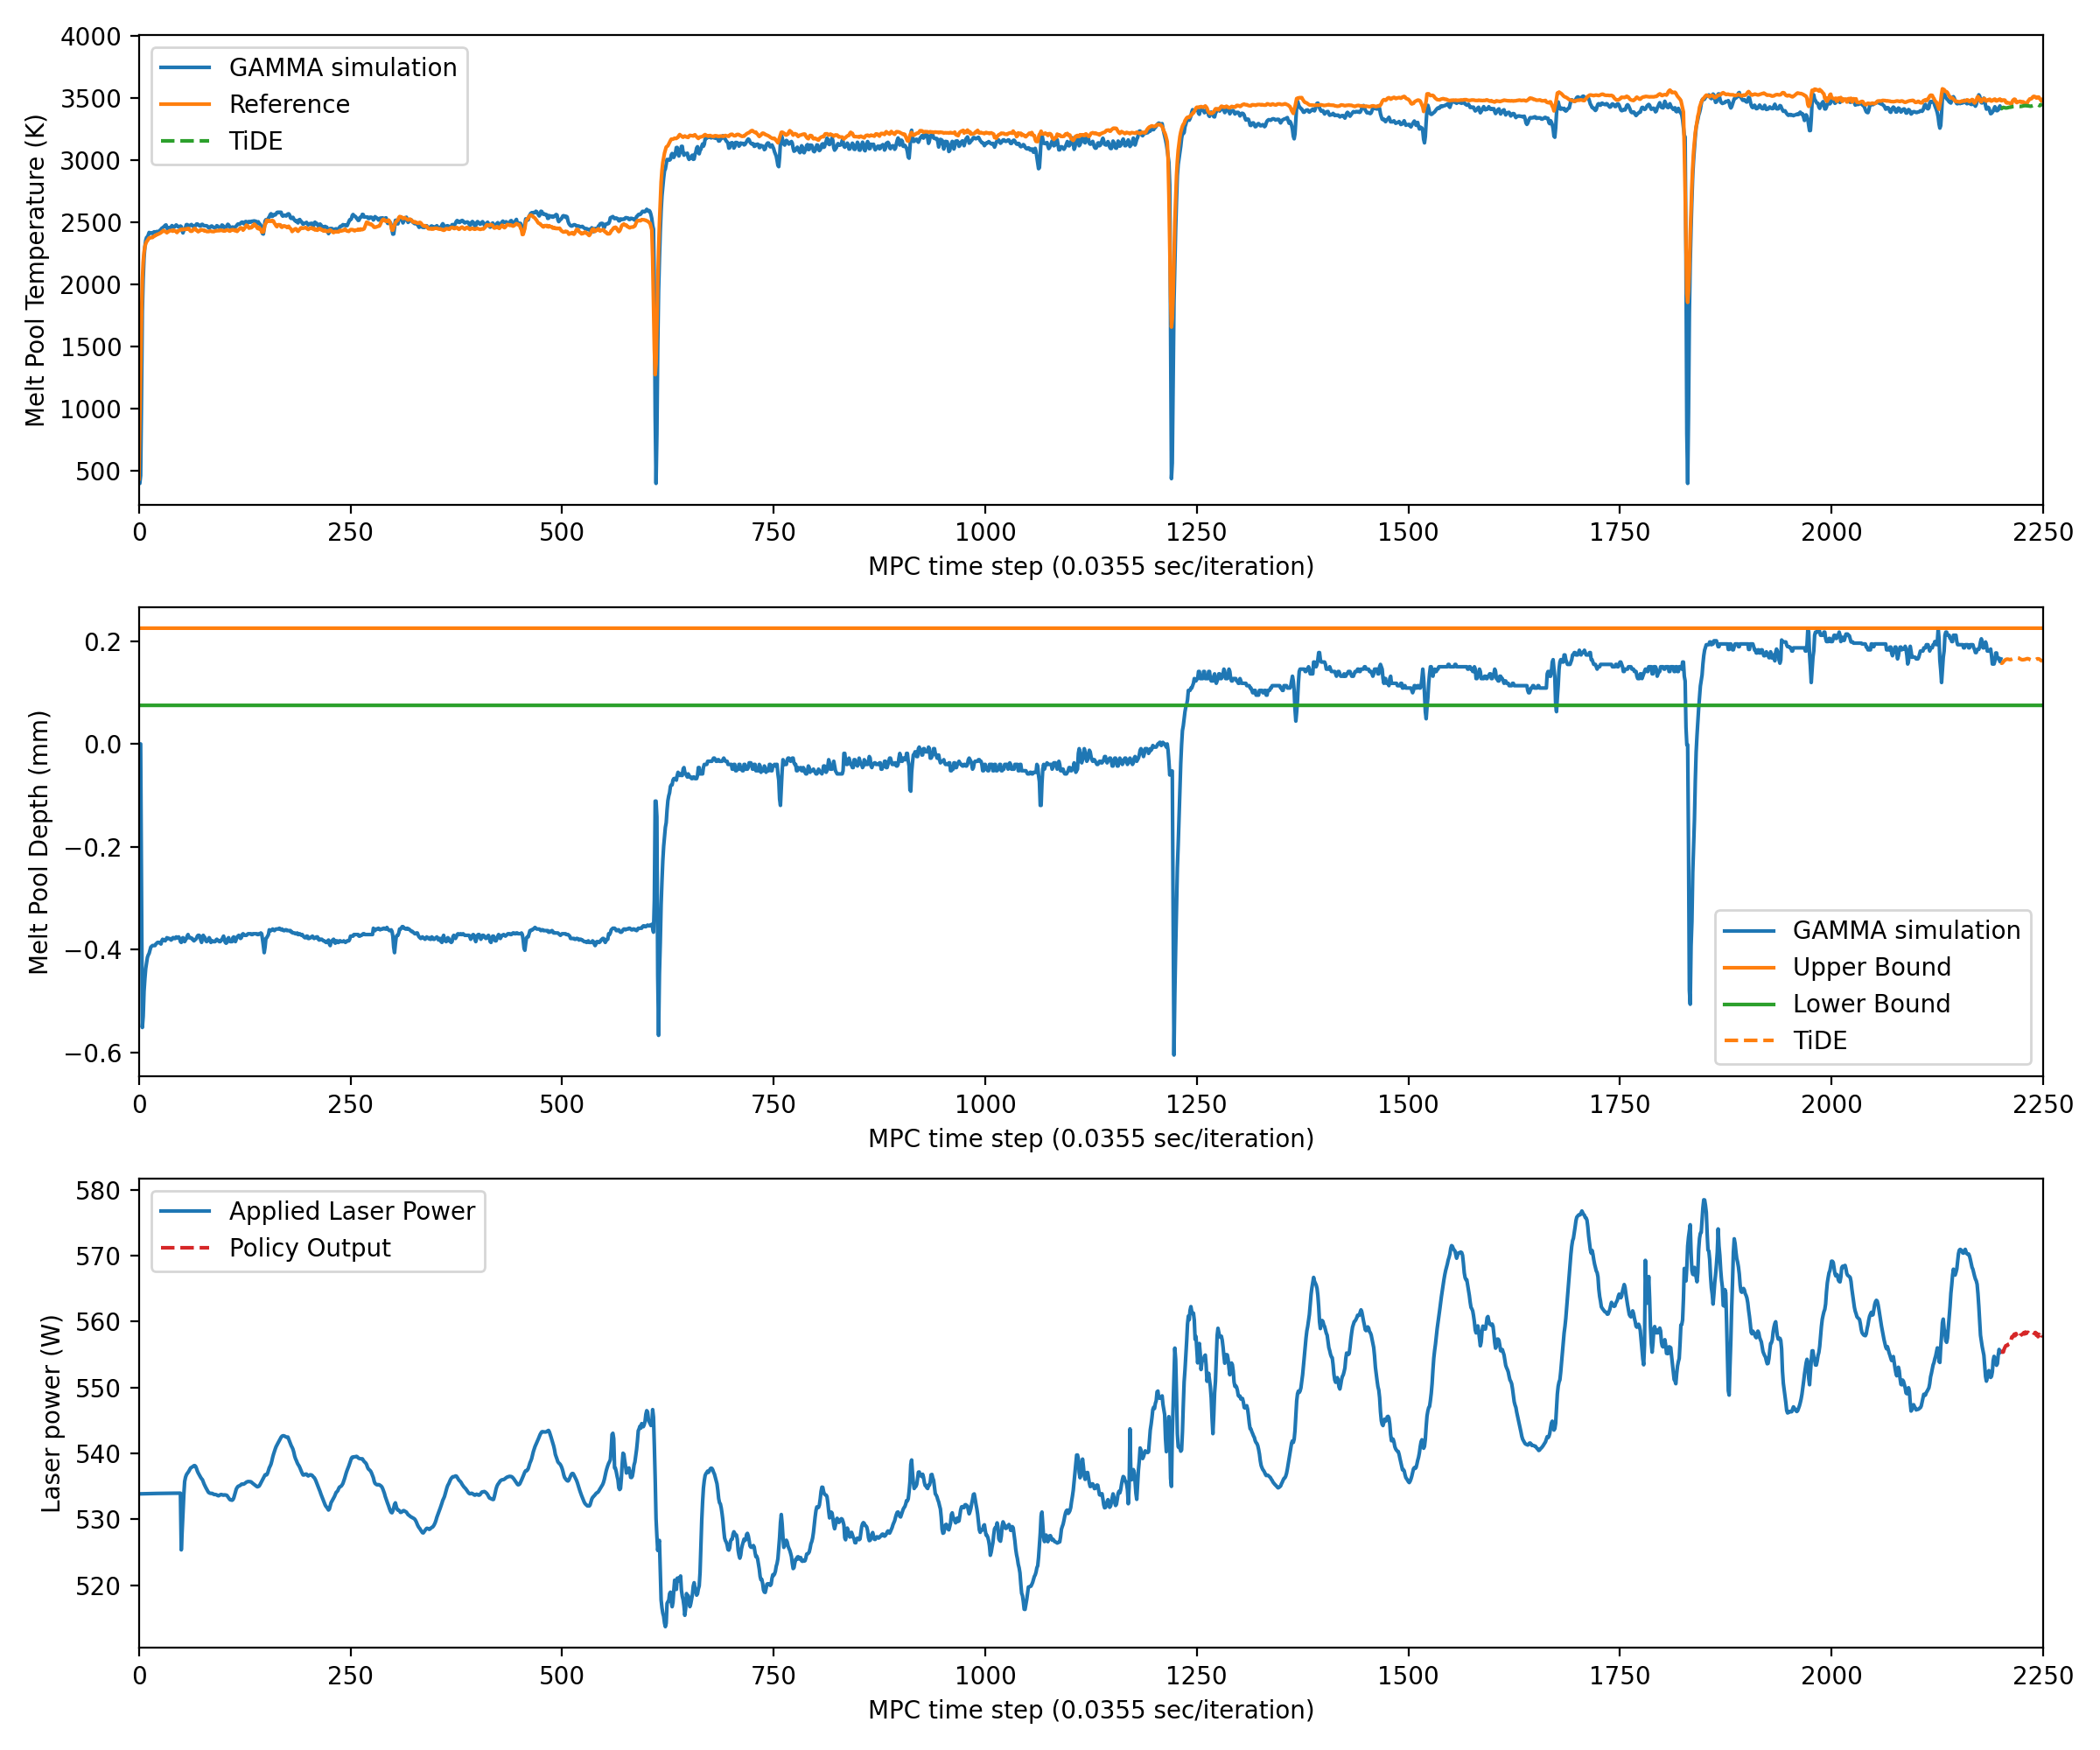 4000
3500
3000
2500
2000
1500
1000
500
Melt Pool Temperature (K)
GAMMA simulation
Reference
TiDE
0 250 500 750 1000 1250 1500 1750 2000 2250
MPC time step (0.0355 sec/iteration)
0.2
0.0
−0.2
−0.4
−0.6
Melt Pool Depth (mm)
GAMMA simulation
Upper Bound
Lower Bound
TiDE
0 250 500 750 1000 1250 1500 1750 2000 2250
MPC time step (0.0355 sec/iteration)
580
570
560
550
540
530
520
Laser power (W)
Applied Laser Power
Policy Output
0 250 500 750 1000 1250 1500 1750 2000 2250
MPC time step (0.0355 sec/iteration)